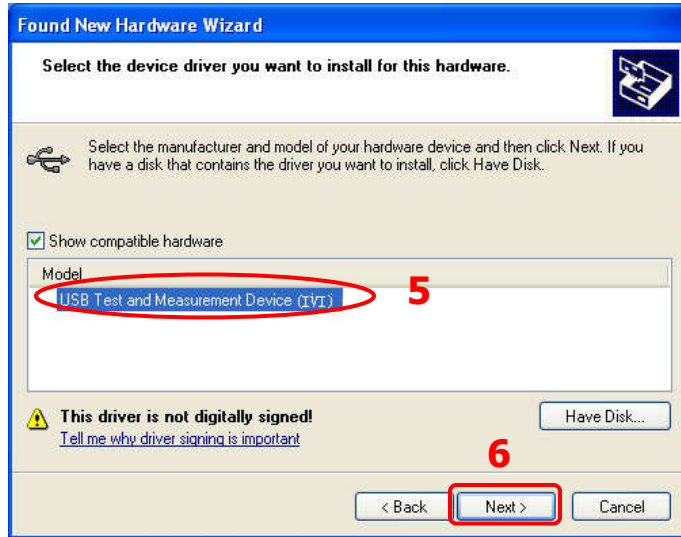 Found New Hardware Wizard
Select the device driver you want to install for this hardware.
Select the manufacturer and model of your hardware device and then click Next. If you
have a disk that contains the driver you want to install, click Have Disk.
Show compatible hardware
Model
USB Test and Measurement Device (IVI)
5
This driver is not digitally signed!
Tell me why driver signing is important
Have Disk...
6
< Back
Next >
Cancel